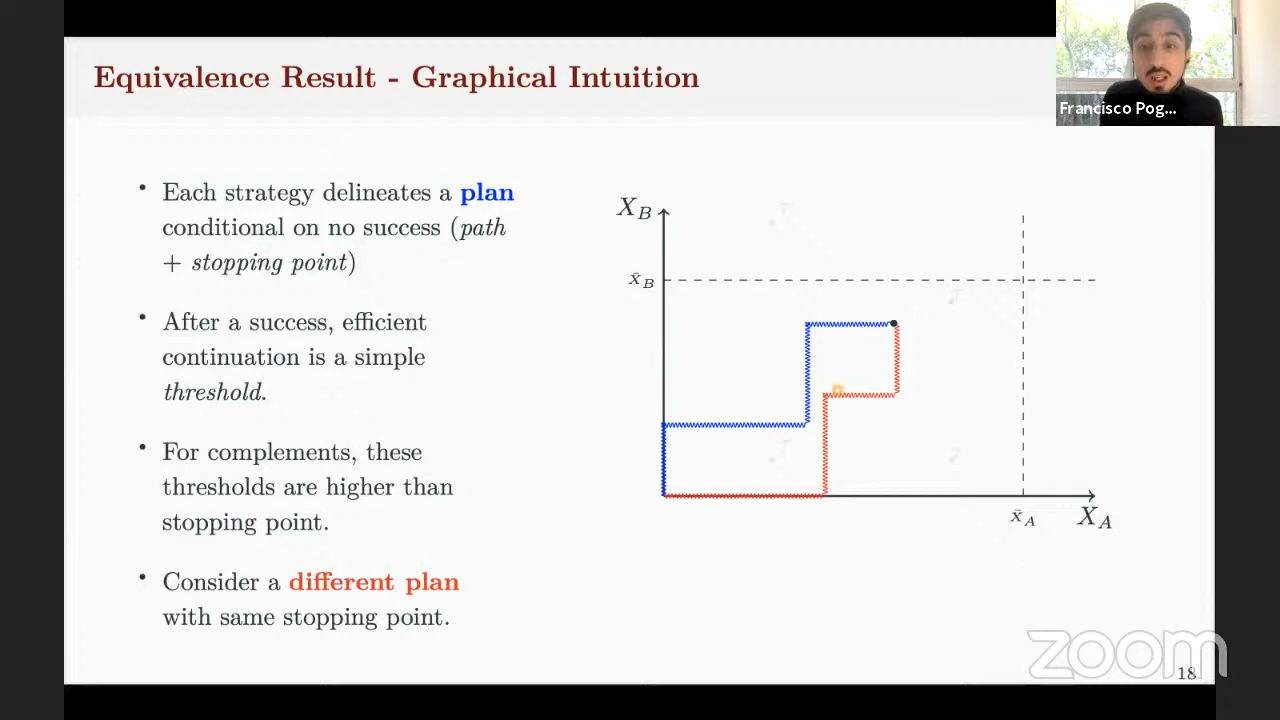 Equivalence Result - Graphical Intuition
Francisco Pog...
• Each strategy delineates a plan
conditional on no success (path
+ stopping point)
• After a success, efficient
continuation is a simple
threshold.
• For complements, these
thresholds are higher than
stopping point.
• Consider a different plan
with same stopping point.
X_B
x̄_B
x̄_A
X_A
zoom
18